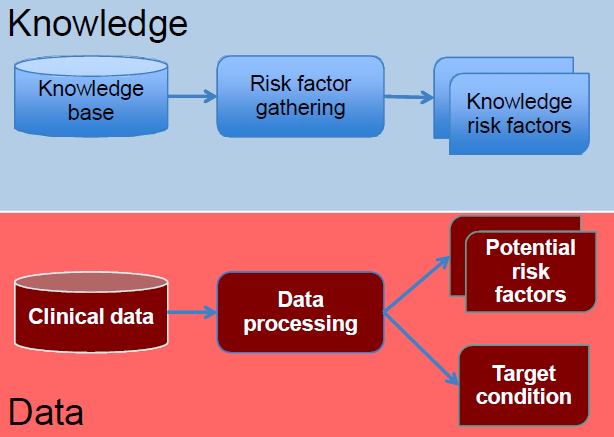 Knowledge
Knowledge
base
Risk factor
gathering
Knowledge
risk factors
Clinical data
Data
processing
Potential
risk
factors
Target
condition
Data